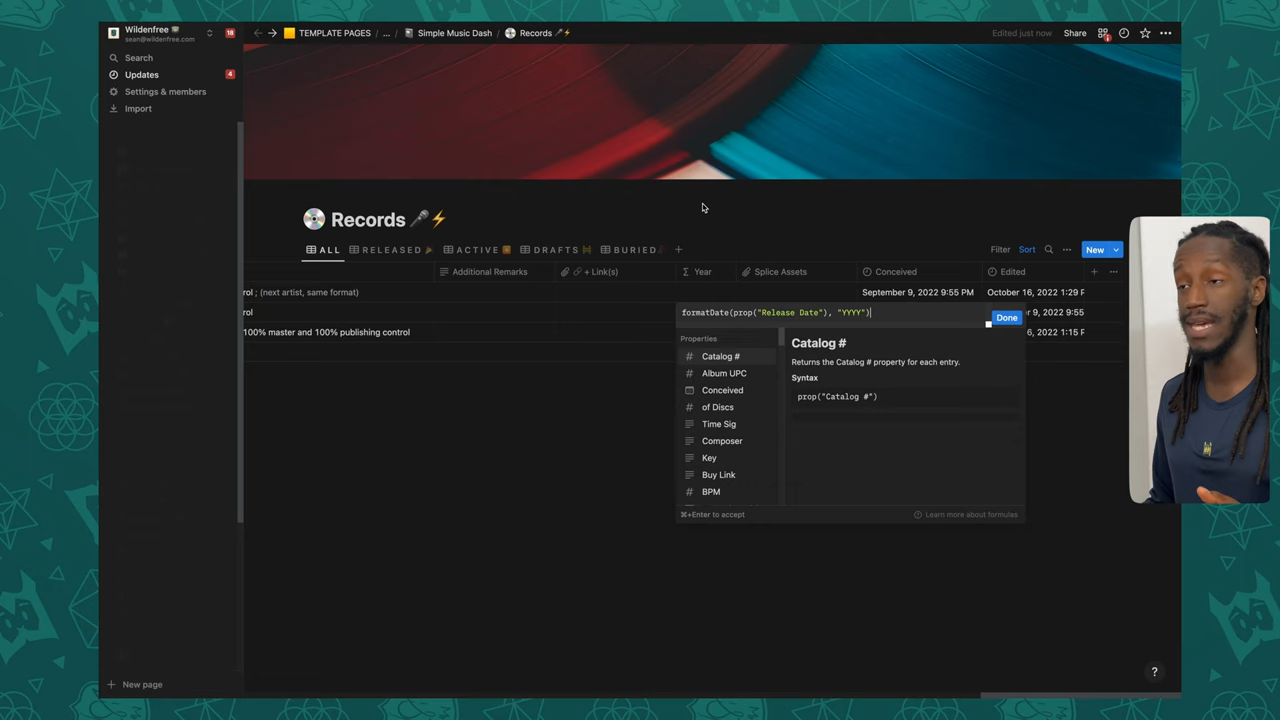 Wildenfree
sean@wildenfree.com
18
TEMPLATE PAGES / ... / Simple Music Dash / Records
Edited just now
Share
1
Search
Updates
4
Settings & members
Import
Records
ALL
RELEASED
ACTIVE
DRAFTS
BURIED
Filter
Sort
New
Additional Remarks
+ Link(s)
Year
Splice Assets
Conceived
Edited
rol ; (next artist, same format)
September 9, 2022 9:55 PM
October 16, 2022 1:29 P
rol
r 9, 2022 9:55
100% master and 100% publishing control
6, 2022 1:15 P
formatDate(prop("Release Date"), "YYYY")
Done
Properties
Catalog #
Album UPC
Conceived
of Discs
Time Sig
Composer
Key
Buy Link
BPM
Catalog #
Returns the Catalog # property for each entry.
Syntax
prop("Catalog #")
⌘+Enter to accept
Learn more about formulas
New page
?